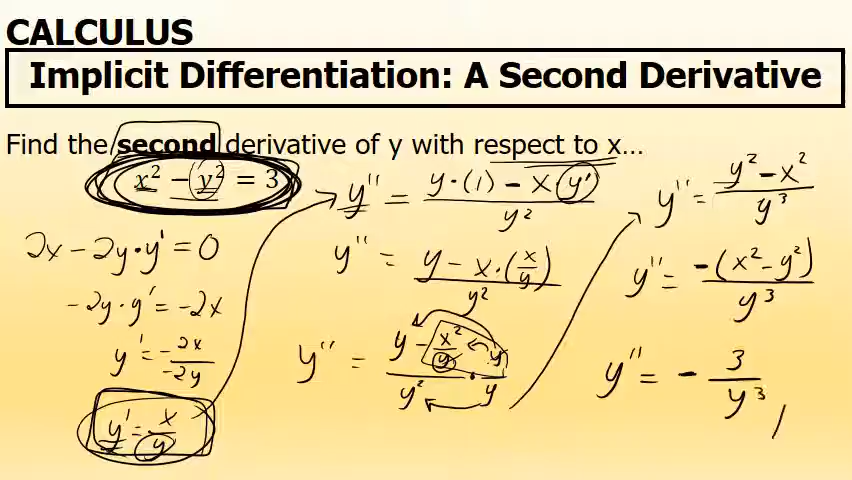 CALCULUS
Implicit Differentiation: A Second Derivative
Find the second derivative of y with respect to x...
x² − y² = 3
2x − 2y·y' = 0
−2y·y' = −2x
y' = −2x / −2y
y' = x / y
y'' = (y·(1) − x·y') / y²
y'' = (y − x·(x/y)) / y²
y'' = (y − x²/y) / y² · y / y
y'' = (y² − x²) / y³
y'' = −(x² − y²) / y³
y'' = − 3 / y³